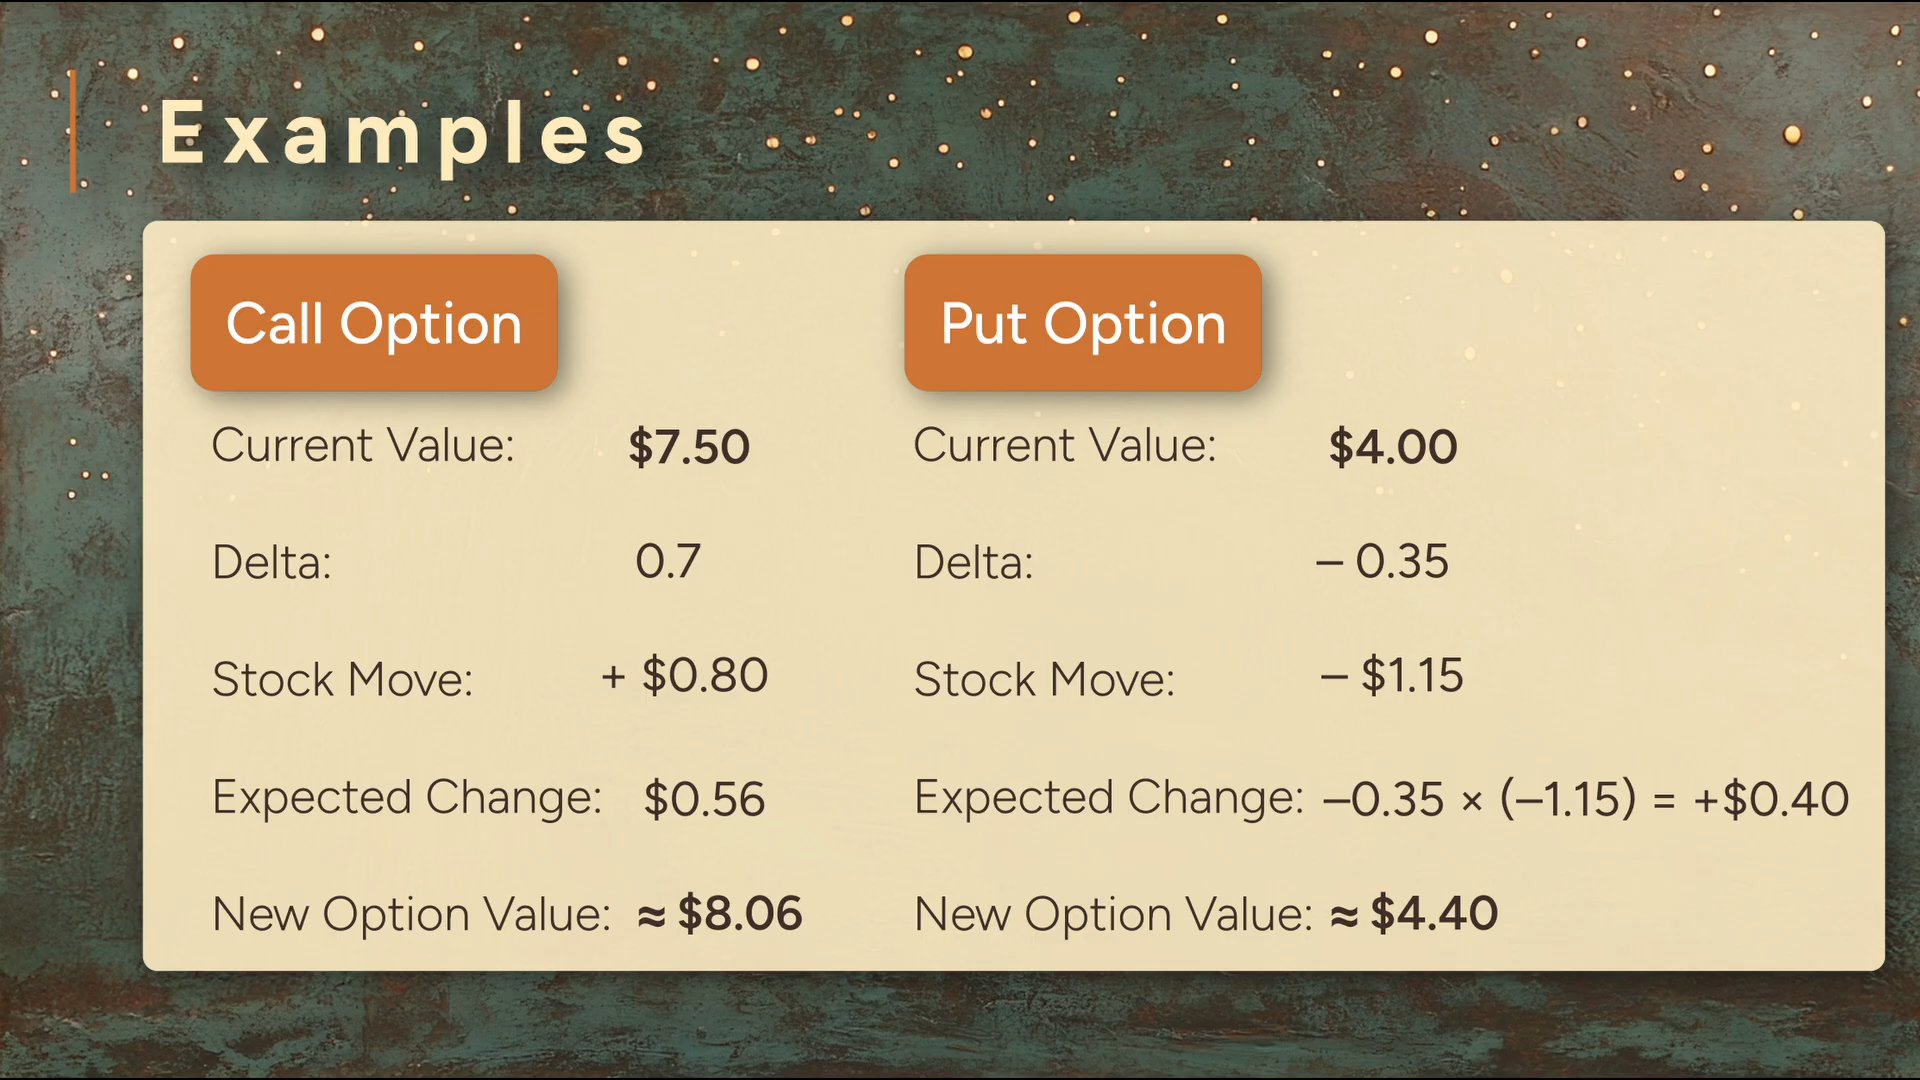 Examples
Call Option
Current Value: $7.50
Delta: 0.7
Stock Move: + $0.80
Expected Change: $0.56
New Option Value: ≈ $8.06
Put Option
Current Value: $4.00
Delta: – 0.35
Stock Move: – $1.15
Expected Change: –0.35 × (–1.15) = +$0.40
New Option Value: ≈ $4.40